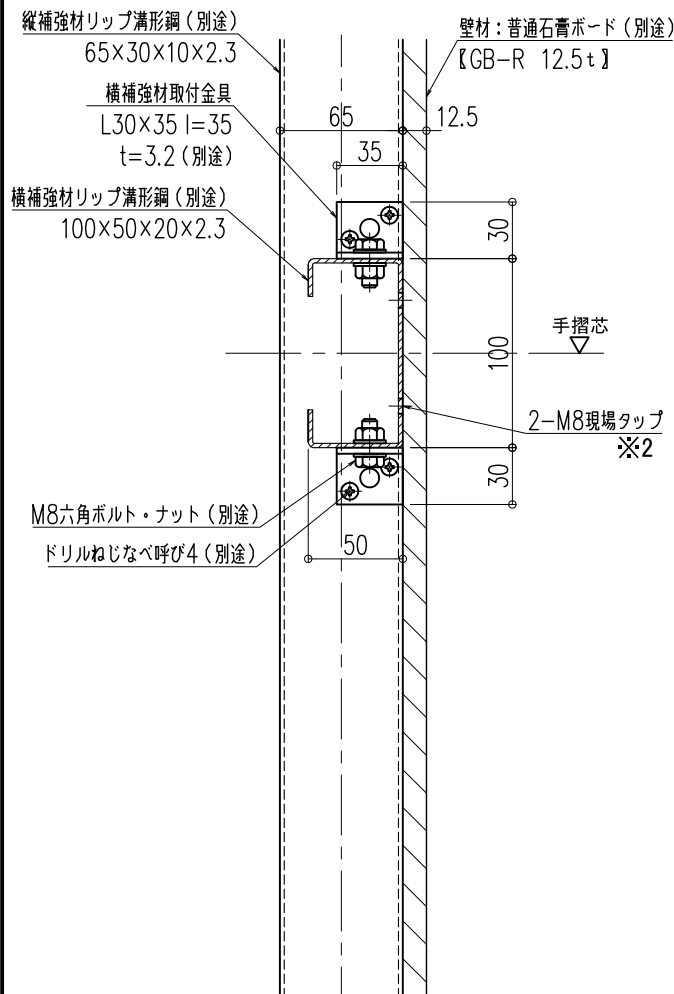 縦補強材リップ溝形鋼（別途）
65×30×10×2.3
壁材：普通石膏ボード（別途）
【GB-R 12.5t】
横補強材取付金具
L30×35 l=35
t=3.2（別途）
65
12.5
35
横補強材リップ溝形鋼（別途）
100×50×20×2.3
30
手摺芯
100
2-M8現場タップ
※2
30
M8六角ボルト・ナット（別途）
50
ドリルねじなべ呼び4（別途）